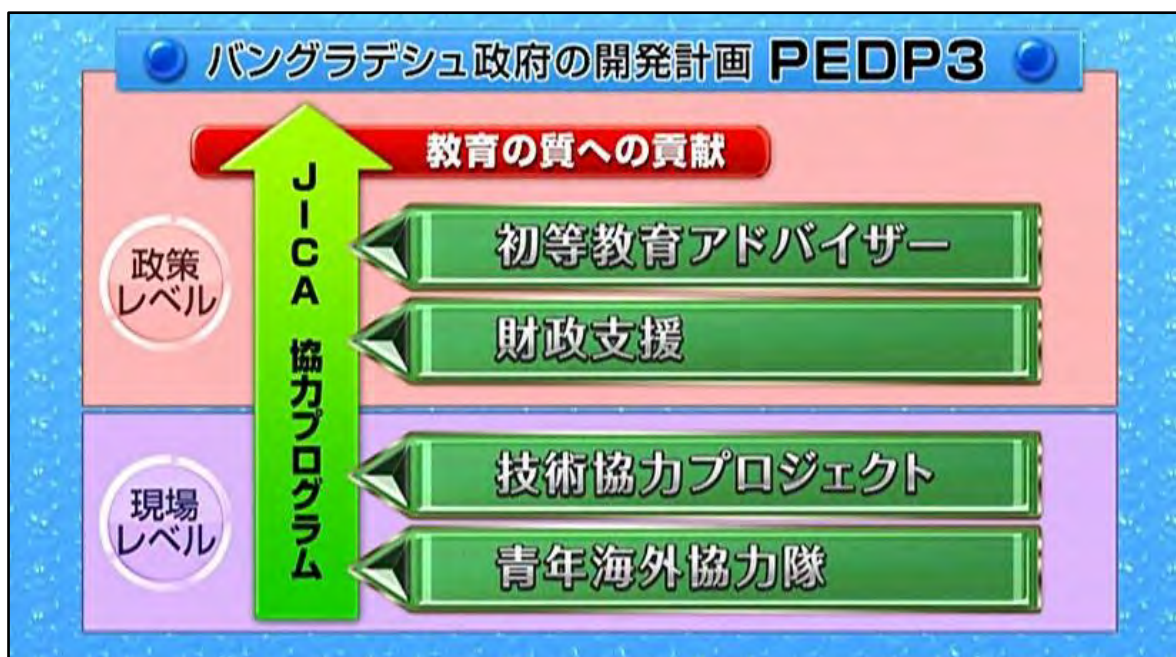 バングラデシュ政府の開発計画 PEDP3
教育の質への貢献
JICA 協力プログラム
政策
レベル
初等教育アドバイザー
財政支援
現場
レベル
技術協力プロジェクト
青年海外協力隊